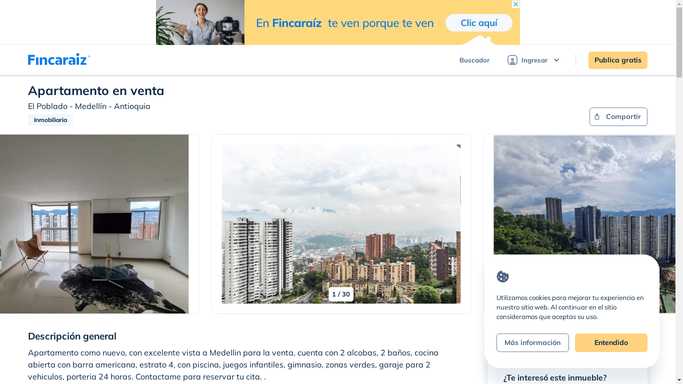 En Fincaraíz te ven porque te ven
Clic aquí
Fincaraiz
Buscador
Ingresar
Publica gratis
Apartamento en venta
El Poblado - Medellín - Antioquia
Inmobiliaria
Compartir
1 / 30
Utilizamos cookies para mejorar tu experiencia en
nuestro sitio web. Al continuar en el sitio
consideramos que aceptas su uso.
Más información
Entendido
Descripción general
Apartamento como nuevo, con excelente vista a Medellin para la venta, cuenta con 2 alcobas, 2 baños, cocina
abierta con barra americana, estrato 4, con piscina, juegos infantiles, gimnasio, zonas verdes, garaje para 2
vehiculos, porteria 24 horas. Contactame para reservar tu cita. .
¿Te interesó este inmueble?